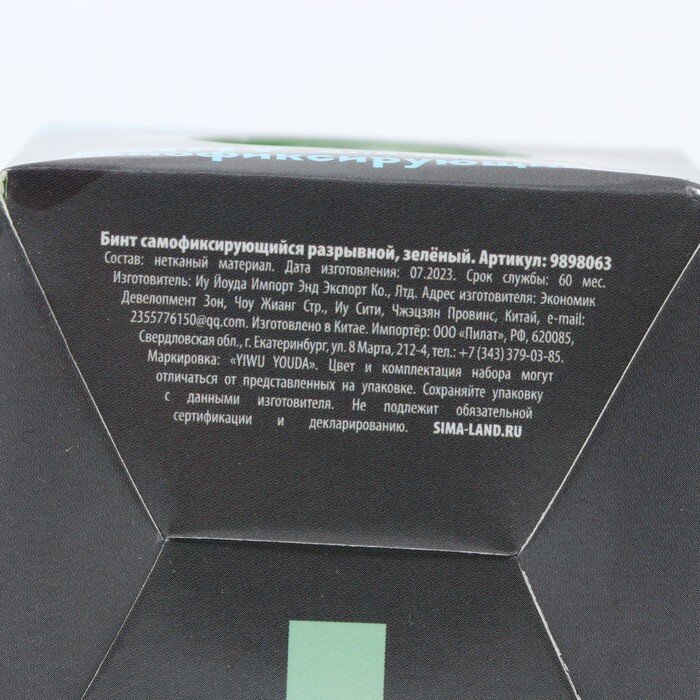 Бинт самофиксирующийся разрывной, зелёный. Артикул: 9898063
Состав: нетканый материал. Дата изготовления: 07.2023. Срок службы: 60 мес.
Изготовитель: Иу Йоуда Импорт Энд Экспорт Ко., Лтд. Адрес изготовителя: Экономик
Девелопмент Зон, Чоу Жианг Стр., Иу Сити, Чжэцзян Провинс, Китай, e-mail:
2355776150@qq.com. Изготовлено в Китае. Импортёр: ООО «Пилат», РФ, 620085,
Свердловская обл., г. Екатеринбург, ул. 8 Марта, 212-4, тел.: +7 (343) 379-03-85.
Маркировка: «YIWU YOUDA». Цвет и комплектация набора могут
отличаться от представленных на упаковке. Сохраняйте упаковку
с данными изготовителя. Не подлежит обязательной
сертификации и декларированию. SIMA-LAND.RU